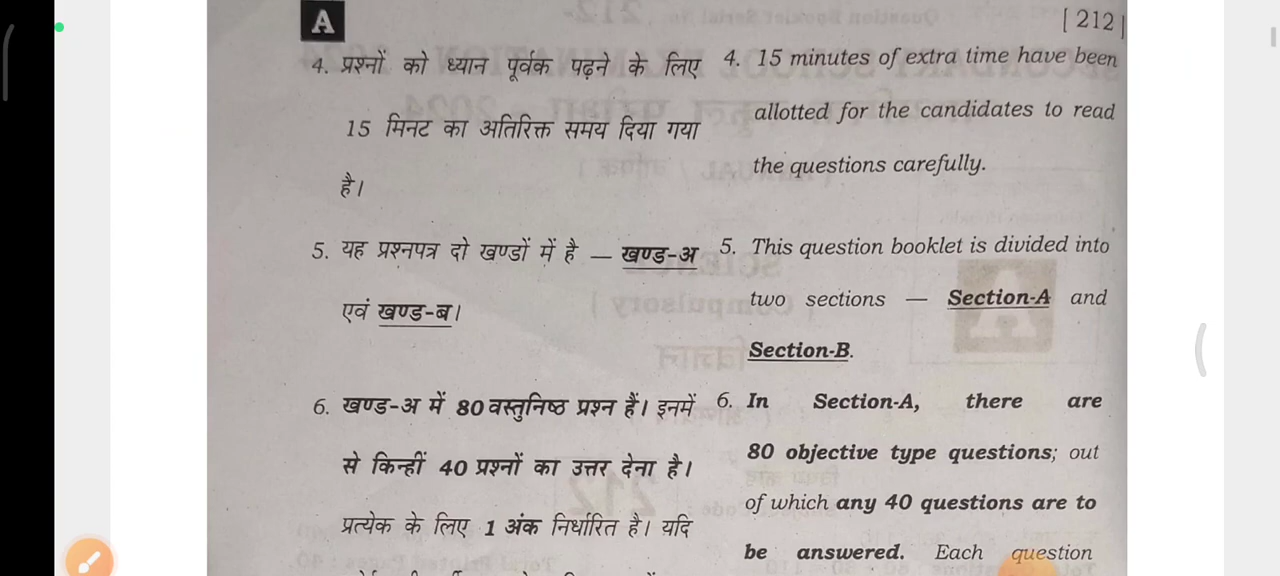 A
[ 212 ]
4. प्रश्नों को ध्यान पूर्वक पढ़ने के लिए
15 मिनट का अतिरिक्त समय दिया गया
है।
5. यह प्रश्नपत्र दो खण्डों में है — खण्ड-अ
एवं खण्ड-ब।
6. खण्ड-अ में 80 वस्तुनिष्ठ प्रश्न हैं। इनमें
से किन्हीं 40 प्रश्नों का उत्तर देना है।
प्रत्येक के लिए 1 अंक निर्धारित है। यदि
4. 15 minutes of extra time have been
allotted for the candidates to read
the questions carefully.
5. This question booklet is divided into
two sections — Section-A and
Section-B.
6. In Section-A, there are
80 objective type questions; out
of which any 40 questions are to
be answered. Each question